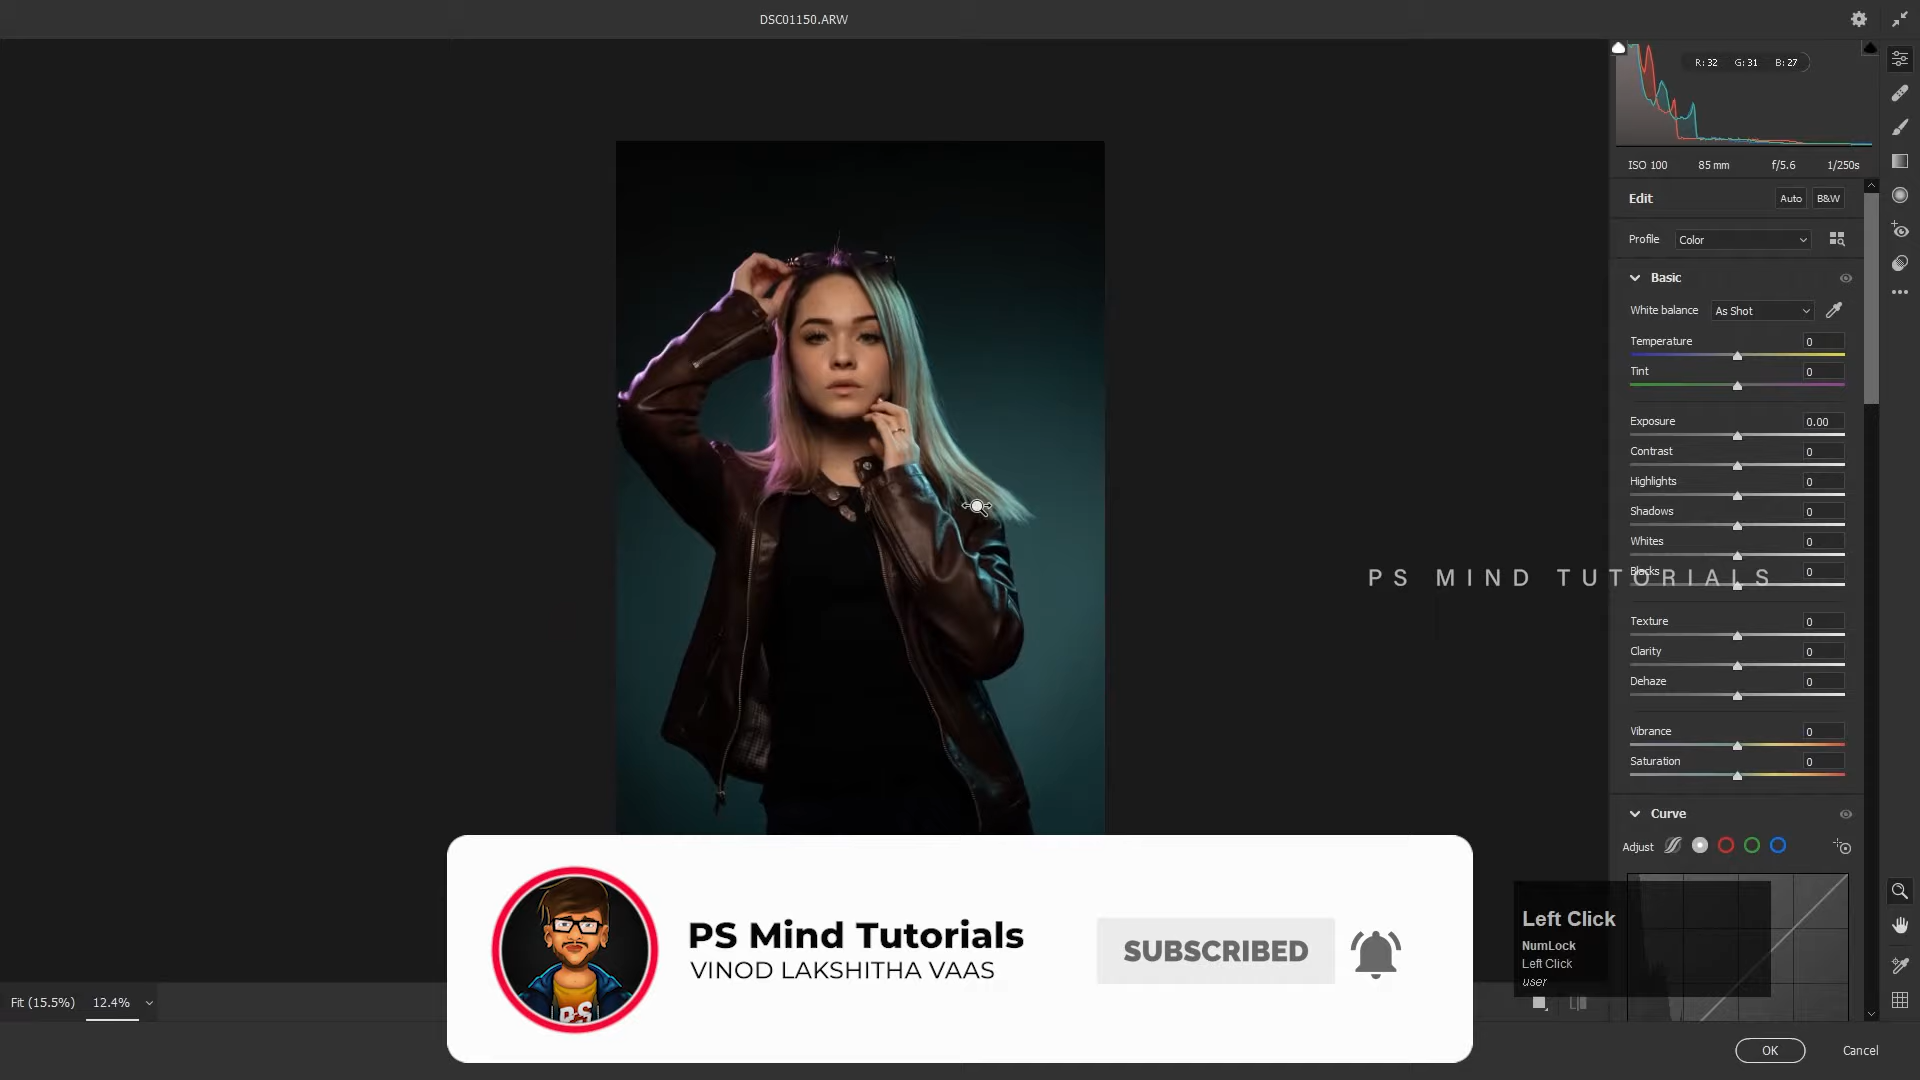 DSC01150.ARW
R: 32 G: 31 B: 27
ISO 100 85 mm f/5.6 1/250s
Edit Auto B&W
Profile Color
Basic
White balance As Shot
Temperature 0
Tint 0
Exposure 0.00
Contrast 0
Highlights 0
Shadows 0
Whites 0
Blacks 0
PS MIND TUTORIALS
Texture 0
Clarity 0
Dehaze 0
Vibrance 0
Saturation 0
Curve
Adjust
Left Click
NumLock
Left Click
user
PS Mind Tutorials
VINOD LAKSHITHA VAAS
SUBSCRIBED
PS
Fit (15.5%) 12.4%
OK Cancel